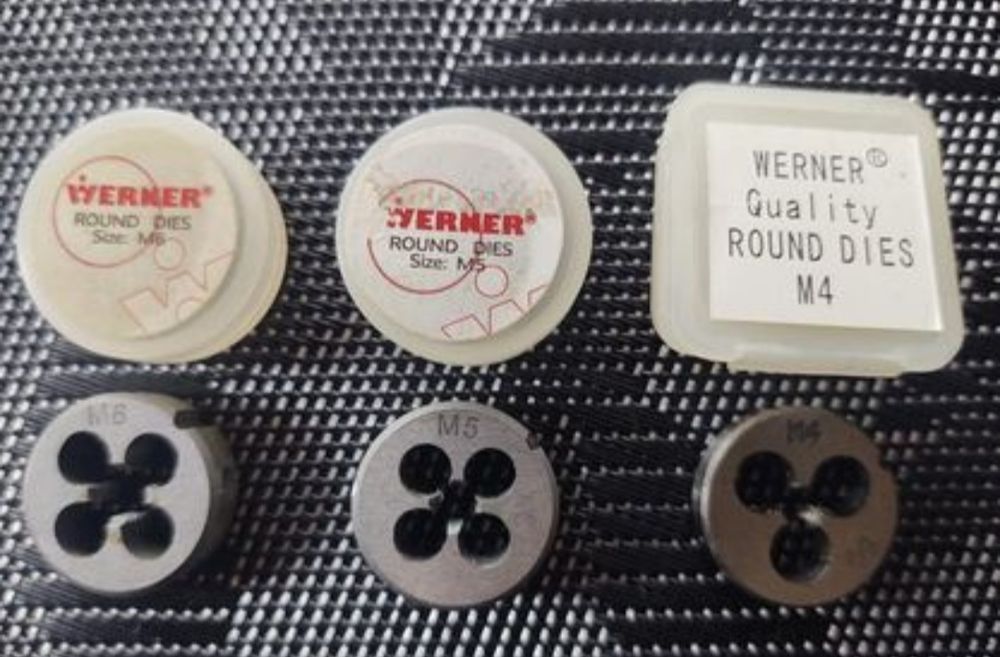 WERNER®
ROUND DIES
Size: M6
WERNER®
ROUND DIES
Size: M5
WERNER®
Quality
ROUND DIES
M4
M6
M5
M4